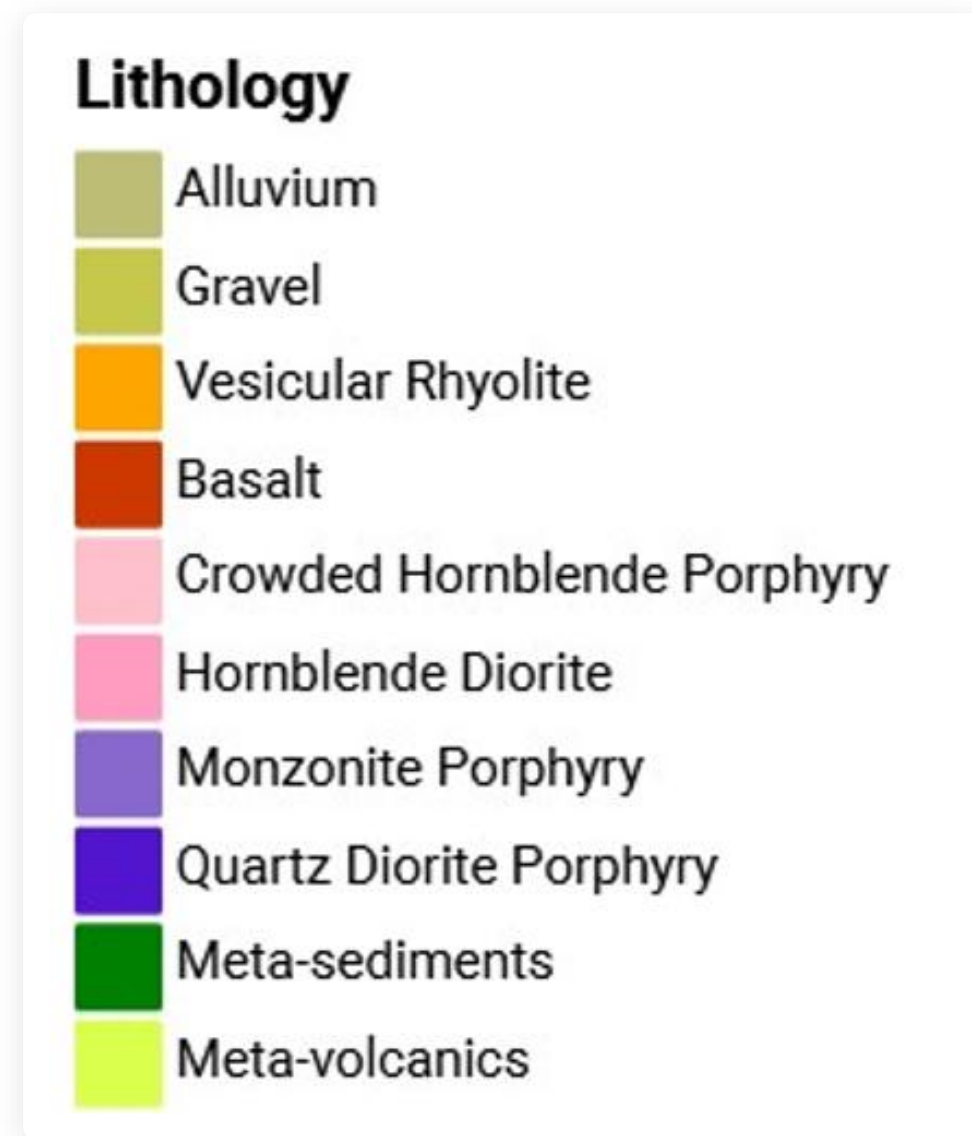 Lithology
Alluvium
Gravel
Vesicular Rhyolite
Basalt
Crowded Hornblende Porphyry
Hornblende Diorite
Monzonite Porphyry
Quartz Diorite Porphyry
Meta-sediments
Meta-volcanics